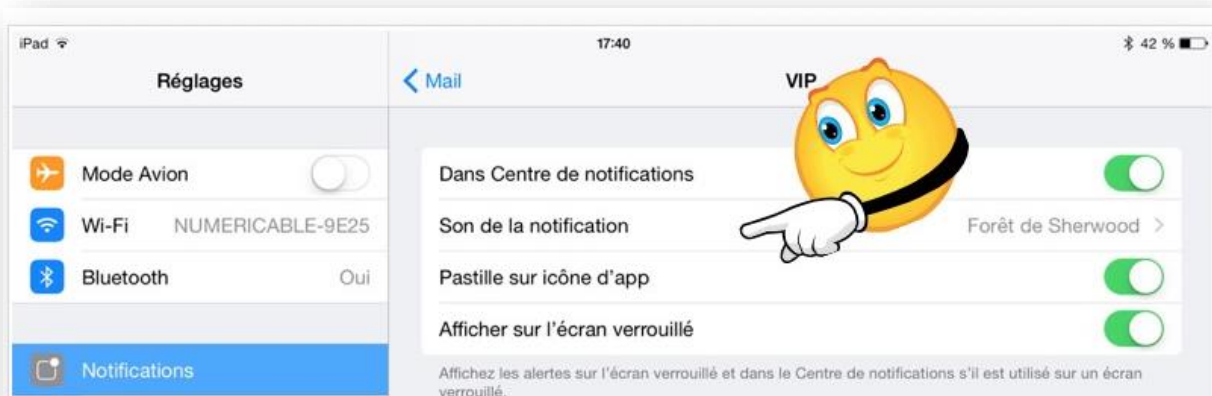 iPad 17:40 42 %
Réglages
Mail VIP
Mode Avion
Wi-Fi NUMERICABLE-9E25
Bluetooth Oui
Notifications
Dans Centre de notifications
Son de la notification Forêt de Sherwood
Pastille sur icône d'app
Afficher sur l'écran verrouillé
Affichez les alertes sur l'écran verrouillé et dans le Centre de notifications s'il est utilisé sur un écran
verrouillé.